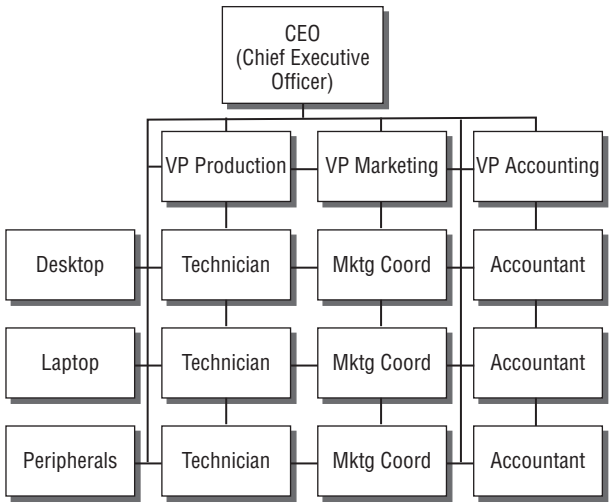 CEO
(Chief Executive
Officer)
VP Production
VP Marketing
VP Accounting
Desktop
Technician
Mktg Coord
Accountant
Laptop
Technician
Mktg Coord
Accountant
Peripherals
Technician
Mktg Coord
Accountant